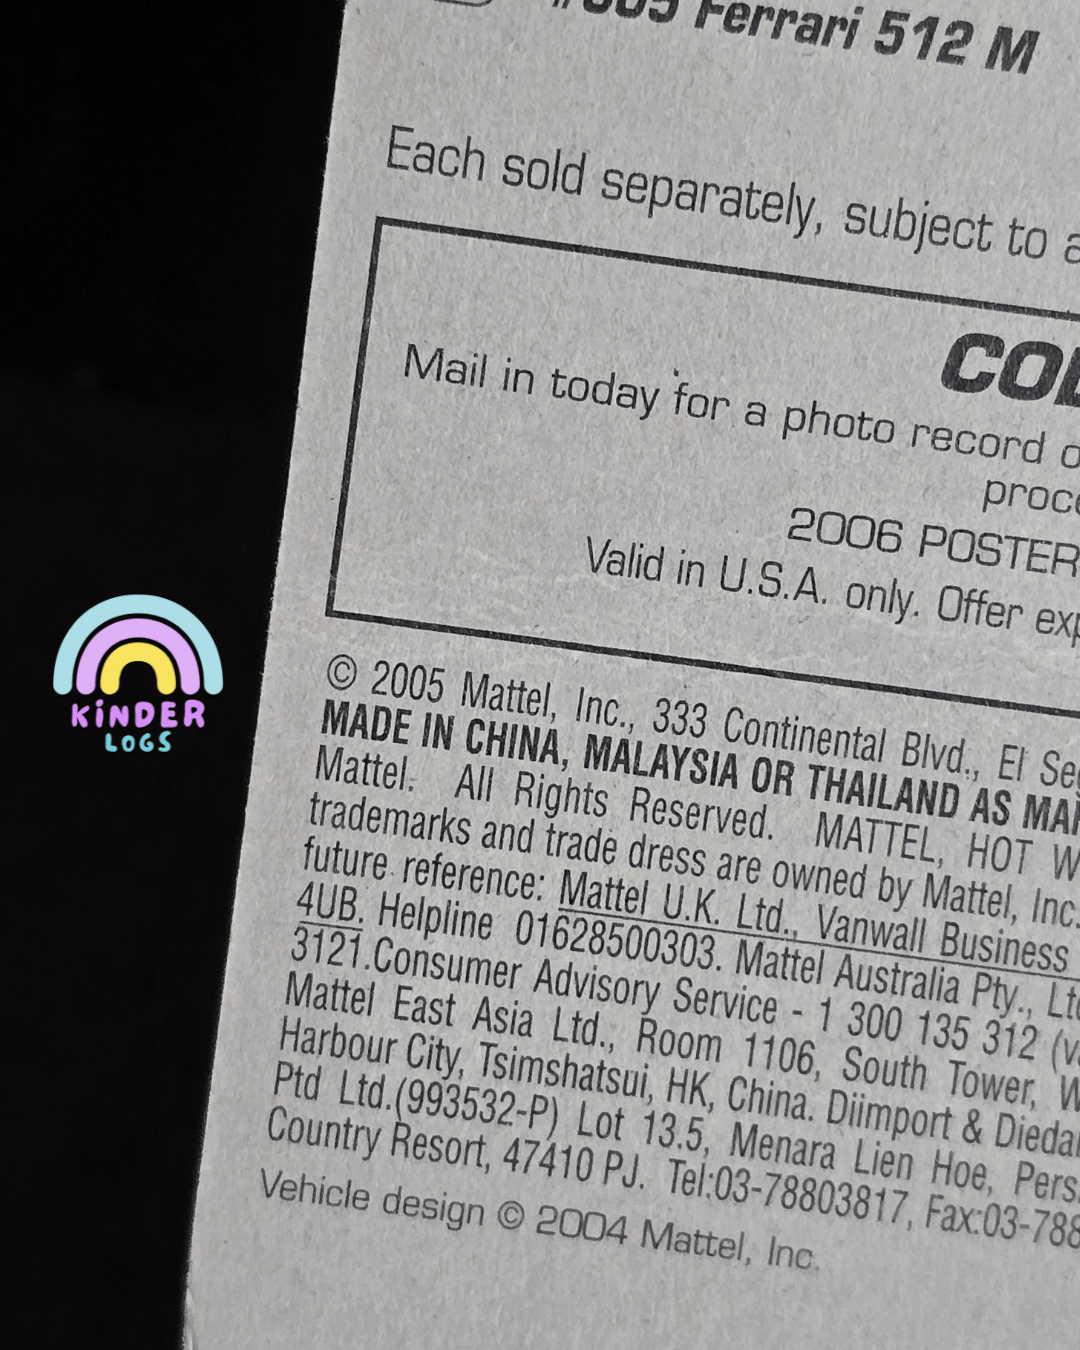 Ferrari 512 M
Each sold separately, subject to
Mail in today for a photo record
2006 POSTER
Valid in U.S.A. only. Offer
© 2005 Mattel, Inc., 333 Continental Blvd., El
MADE IN CHINA, MALAYSIA OR THAILAND AS
Mattel. All Rights Reserved. MATTEL, HOT
trademarks and trade dress are owned by Mattel, Inc.
future reference: Mattel U.K. Ltd., Vanwall Business
4UB. Helpline 01628500303. Mattel Australia Pty., Ltd
3121.Consumer Advisory Service - 1 300 135 312
Mattel East Asia Ltd., Room 1106, South Tower,
Harbour City, Tsimshatsui, HK, China. Diimport &
Ptd Ltd.(993532-P) Lot 13.5, Menara Lien Hoe,
Country Resort, 47410 PJ. Tel:03-78803817, Fax:03-788
Vehicle design © 2004 Mattel, Inc.
KiNDER
LOGS